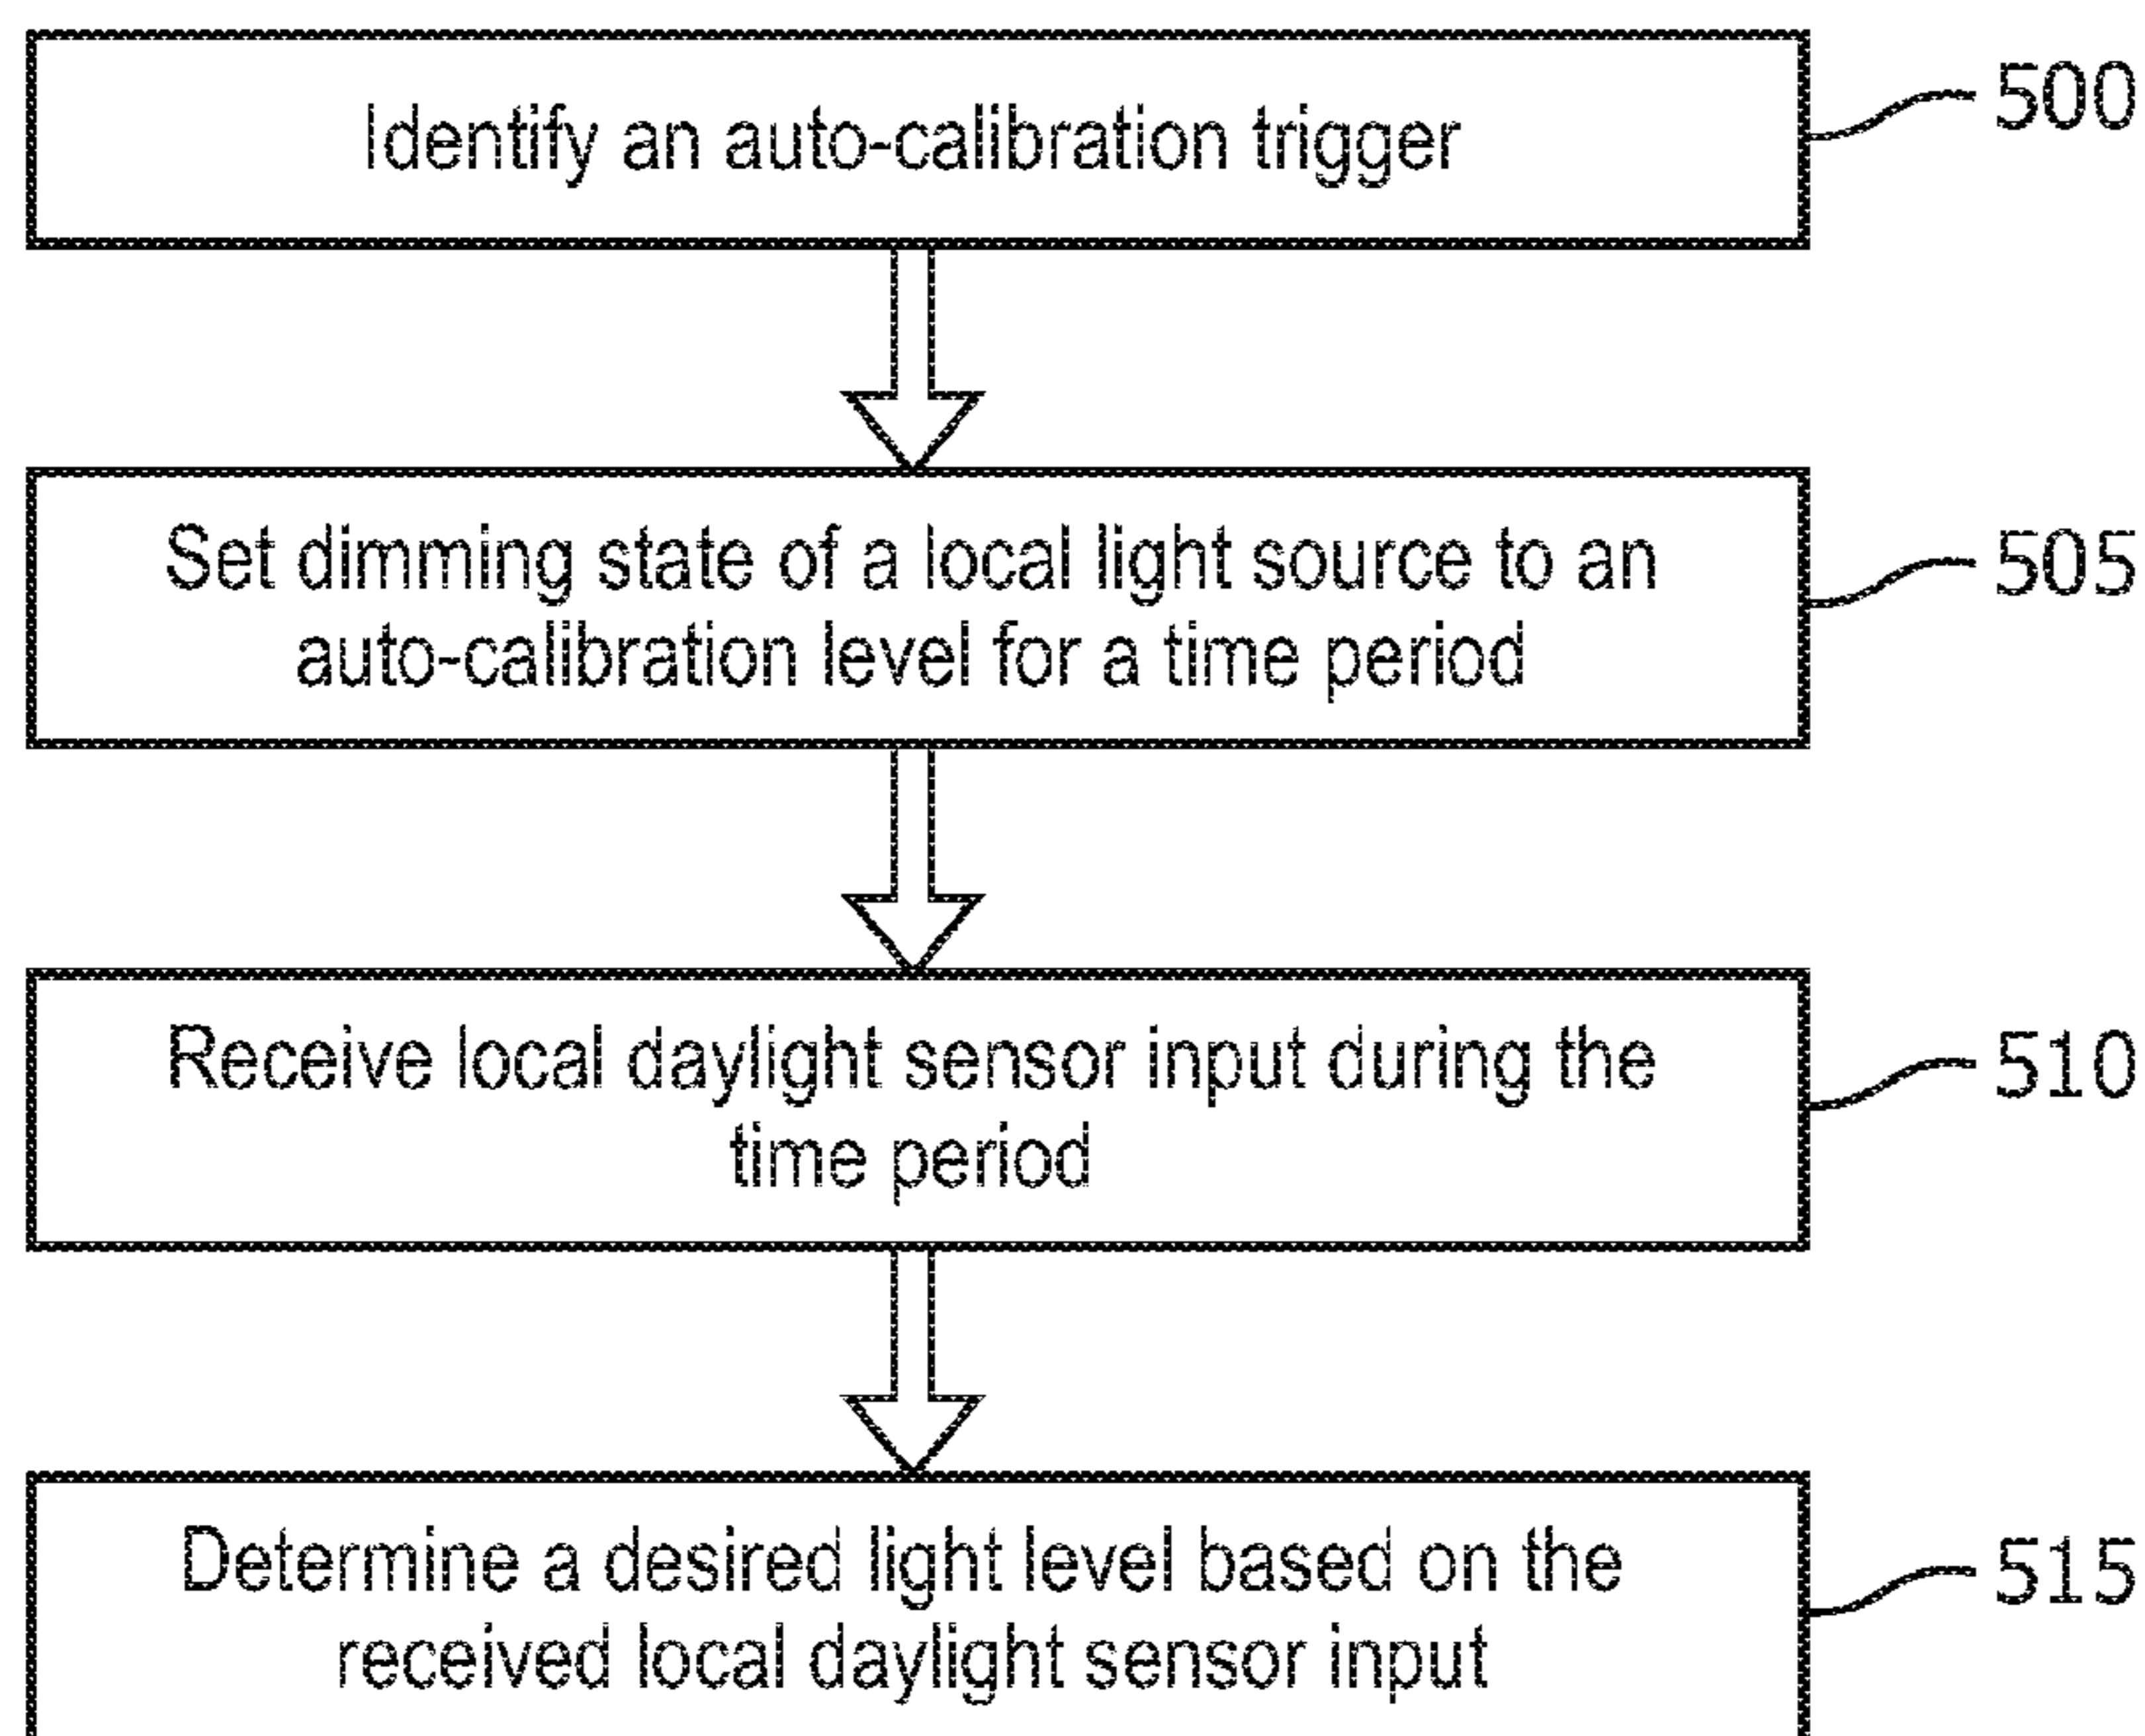 Identify an auto-calibration trigger
500
Set dimming state of a local light source to an
auto-calibration level for a time period
505
Receive local daylight sensor input during the
time period
510
Determine a desired light level based on the
received local daylight sensor input
515